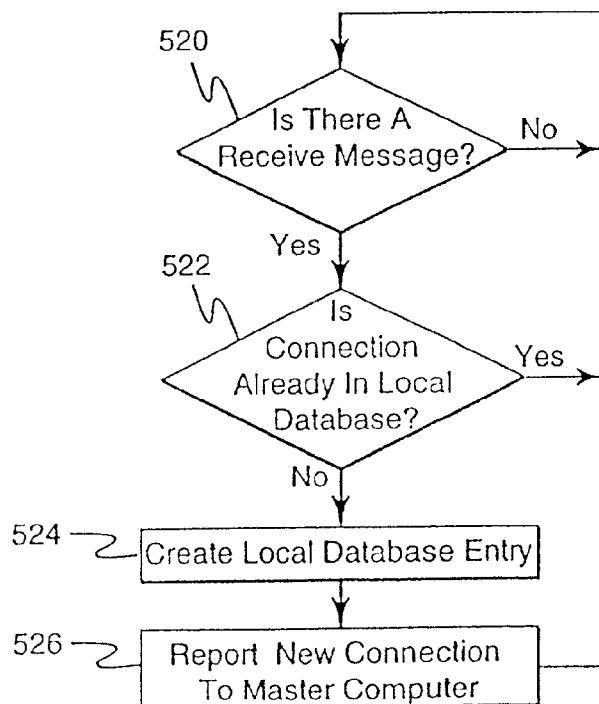 520
Is There A
Receive Message?
No
Yes
522
Is
Connection
Already In Local
Database?
Yes
No
524
Create Local Database Entry
526
Report New Connection
To Master Computer